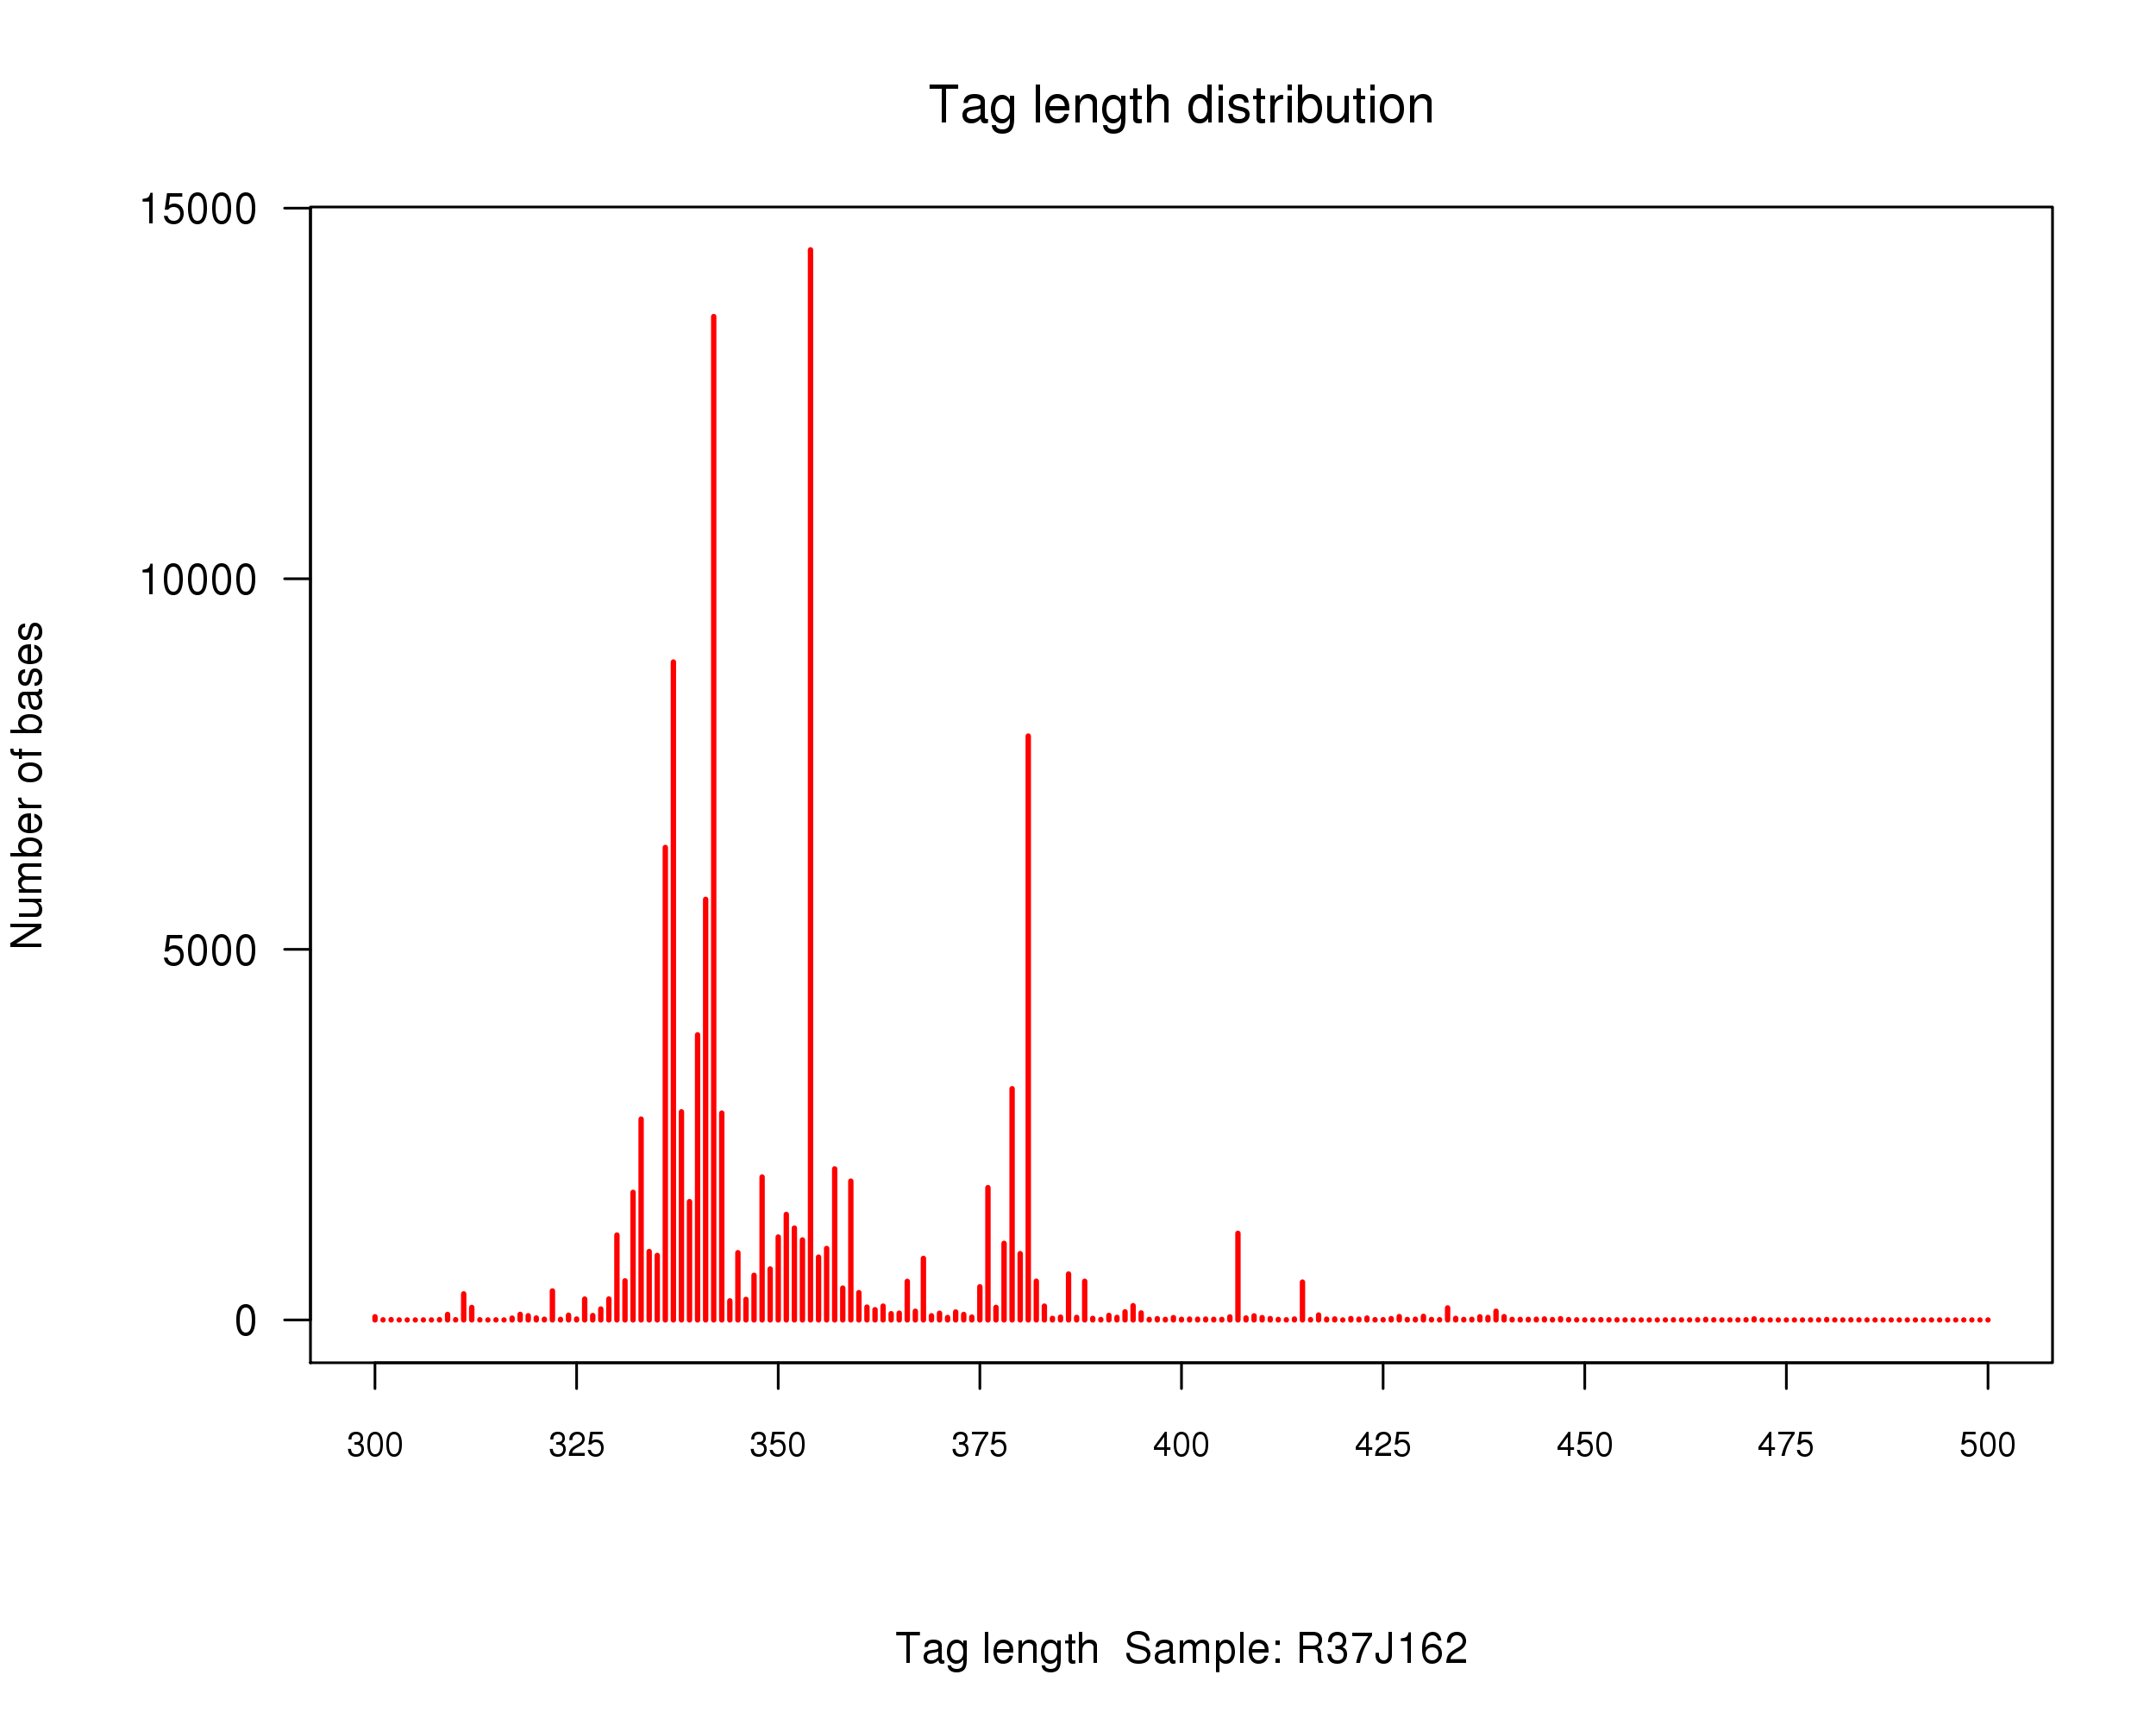 Tag length distribution
15000
10000
5000
0
Number of bases
300 325 350 375 400 425 450 475 500
Tag length  Sample: R37J162